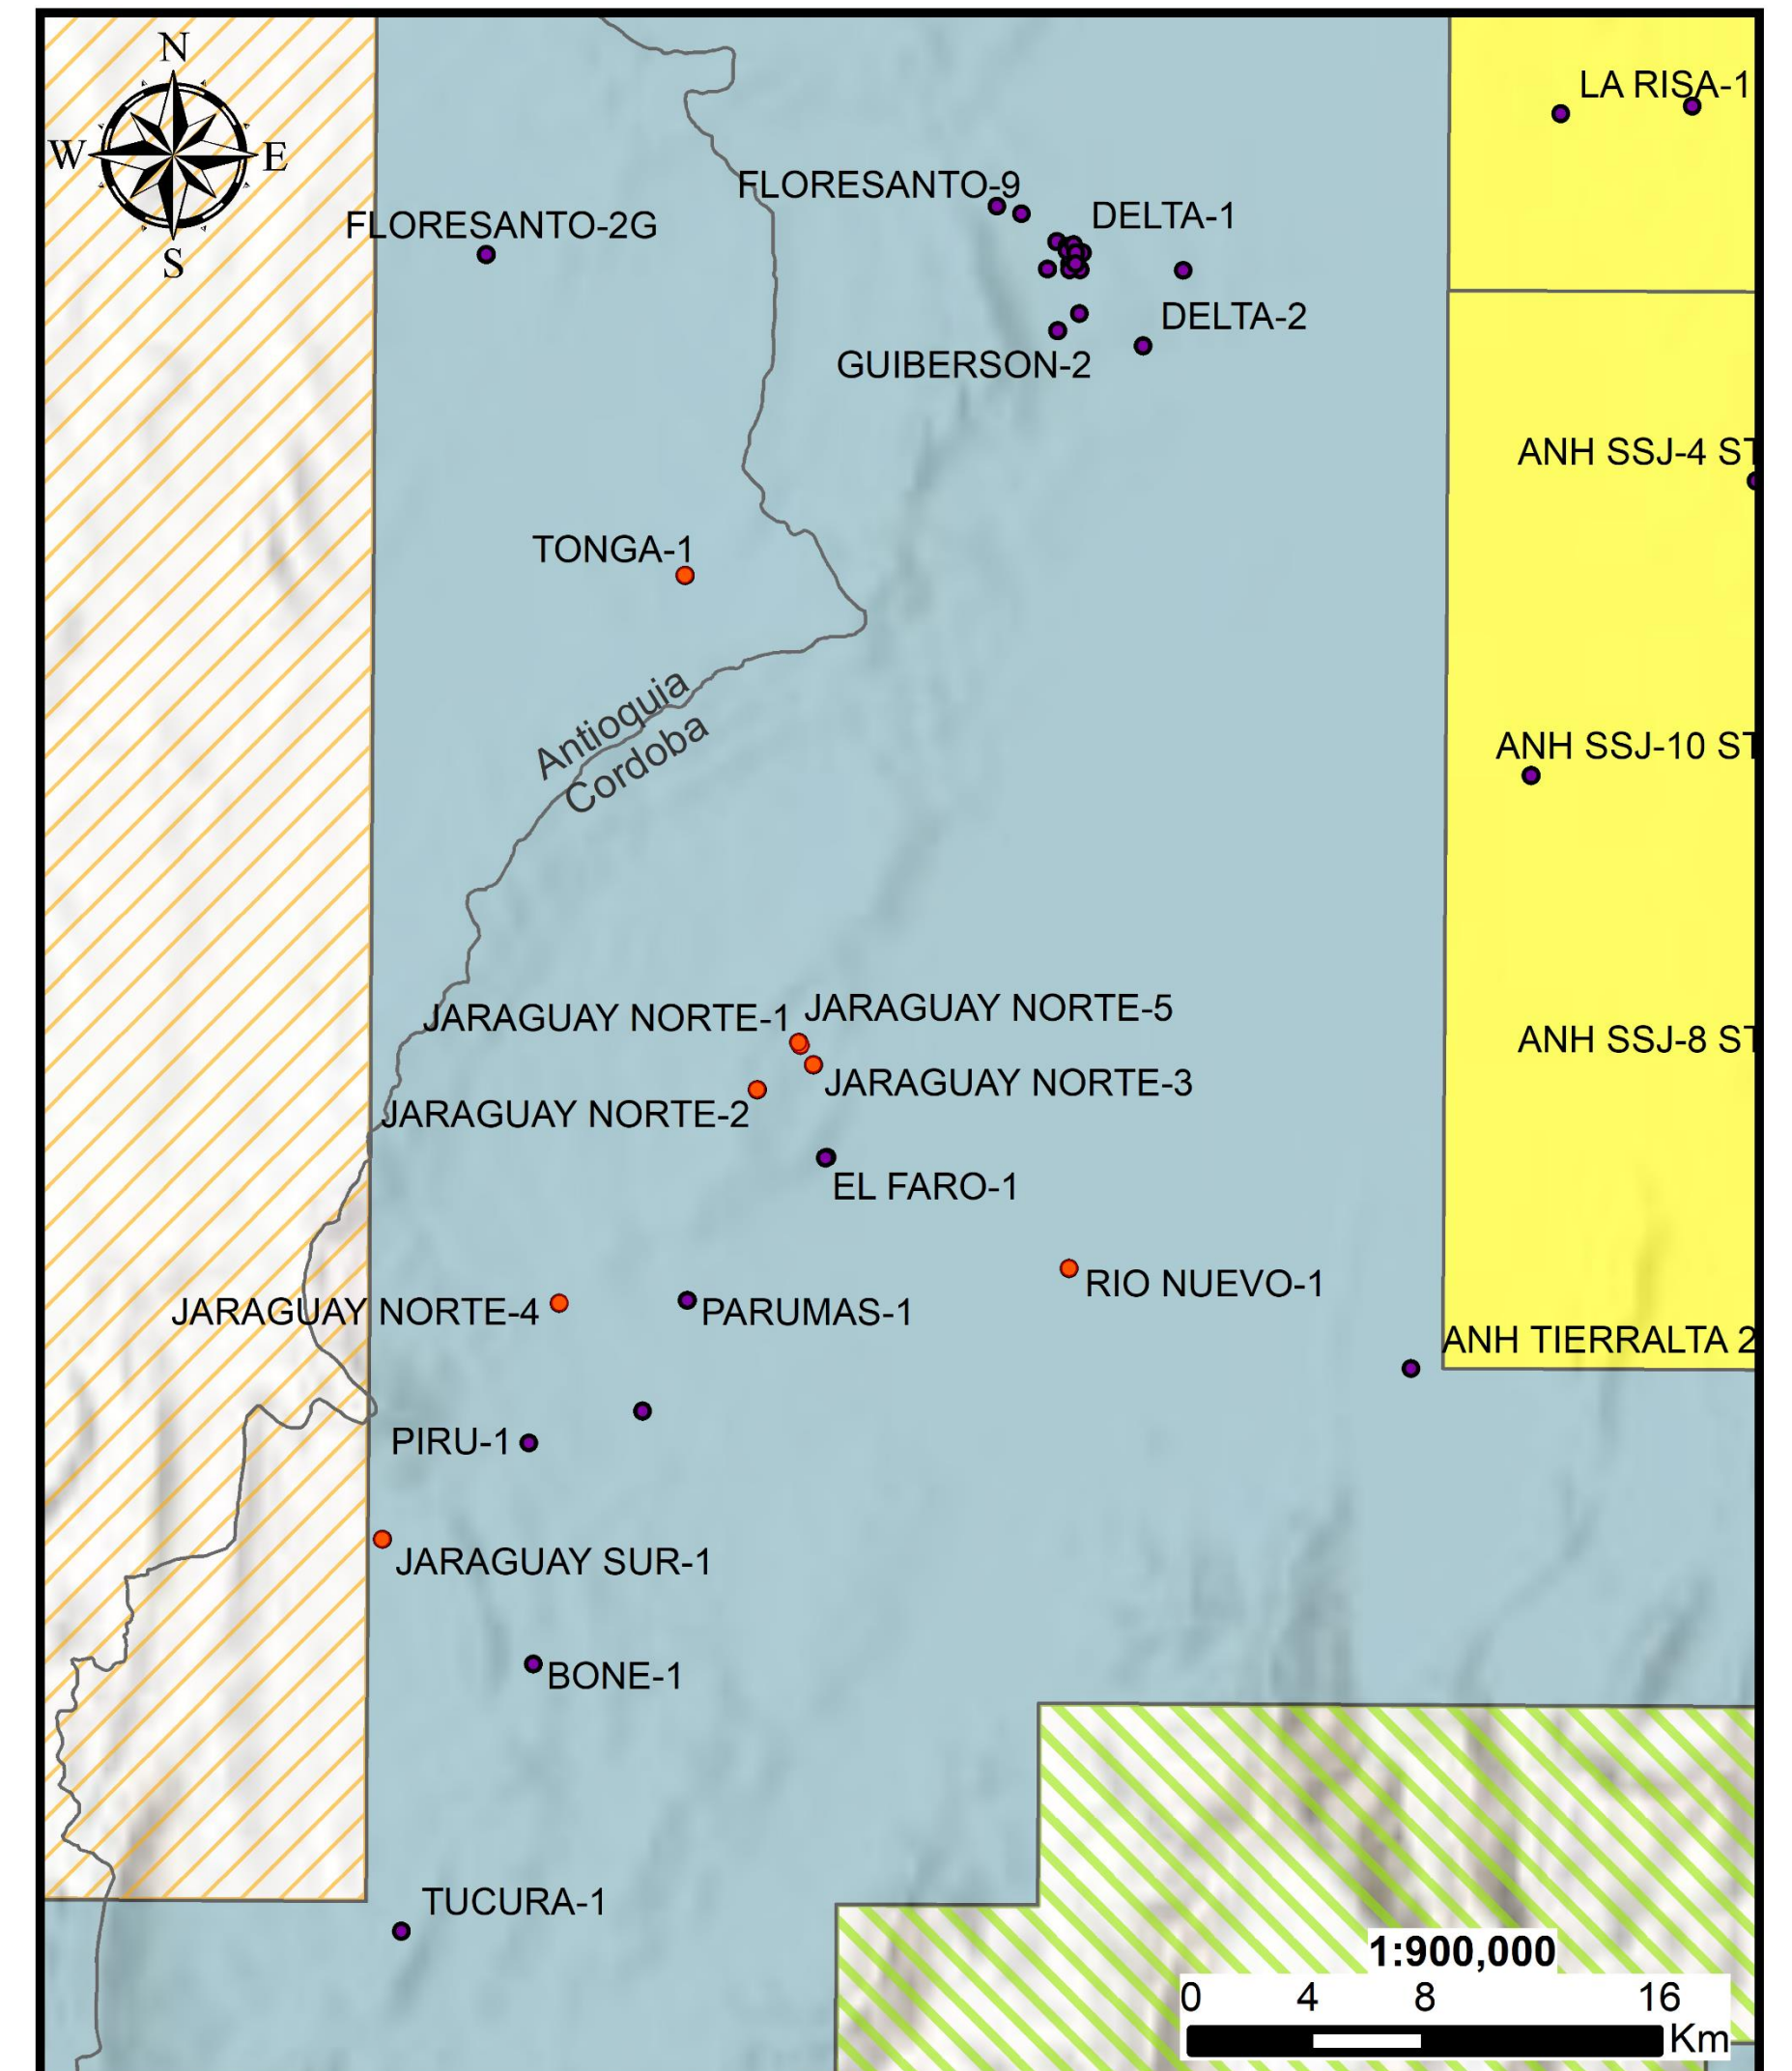 N
W
E
S
LA RISA-1
FLORESANTO-9
DELTA-1
FLORESANTO-2G
DELTA-2
GUIBERSON-2
ANH SSJ-4 ST
TONGA-1
Antioquia
Cordoba
ANH SSJ-10 ST
JARAGUAY NORTE-5
JARAGUAY NORTE-1
ANH SSJ-8 ST
JARAGUAY NORTE-3
JARAGUAY NORTE-2
EL FARO-1
RIO NUEVO-1
JARAGUAY NORTE-4
PARUMAS-1
ANH TIERRALTA 2
PIRU-1
JARAGUAY SUR-1
BONE-1
TUCURA-1
1:900,000
0 4 8 16
Km